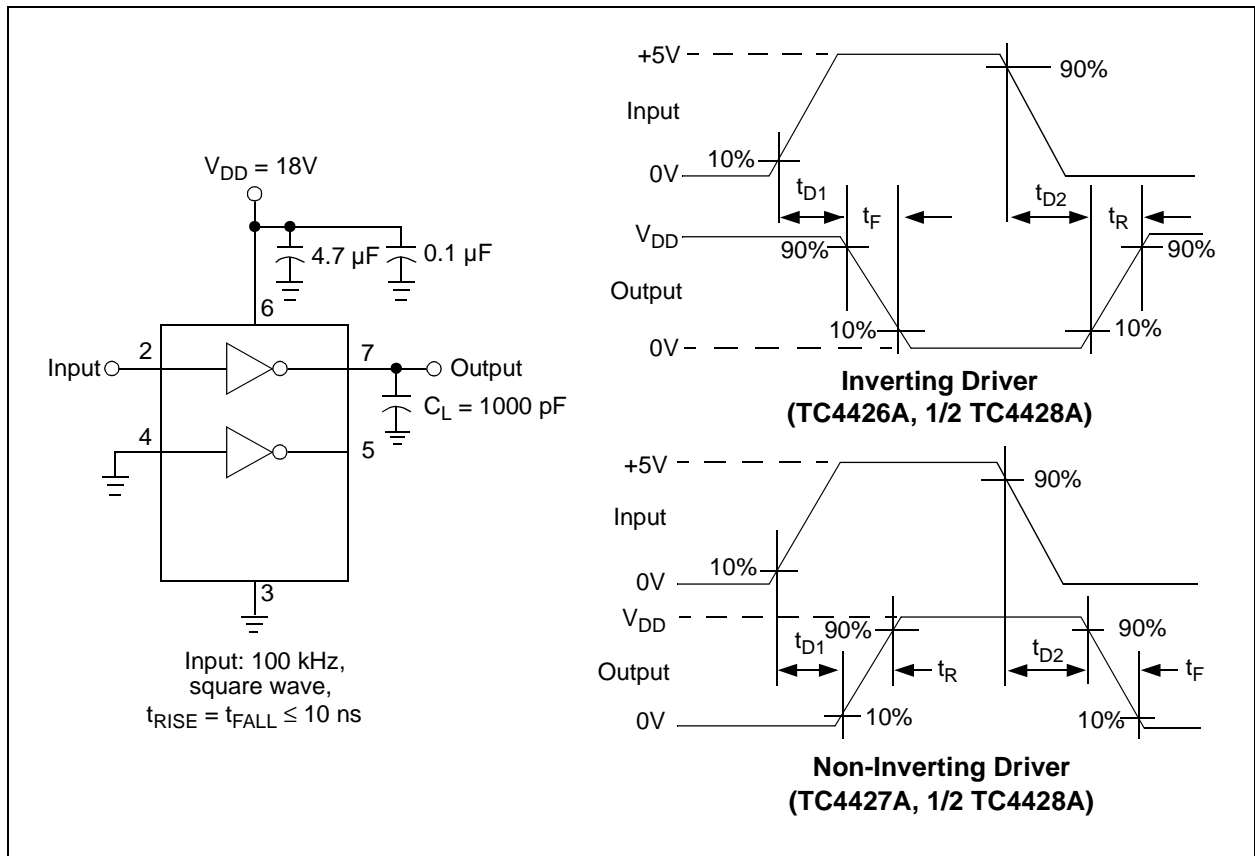 V_DD = 18V
4.7 µF
0.1 µF
6
Input
2
7
Output
C_L = 1000 pF
4
5
3
Input: 100 kHz,
square wave,
t_RISE = t_FALL ≤ 10 ns
+5V
Input
0V
10%
90%
t_D1
t_F
t_D2
t_R
V_DD
90%
90%
Output
10%
10%
0V
Inverting Driver
(TC4426A, 1/2 TC4428A)
+5V
90%
Input
10%
0V
V_DD
t_D1
90%
t_D2
90%
Output
t_R
t_F
0V
10%
10%
Non-Inverting Driver
(TC4427A, 1/2 TC4428A)